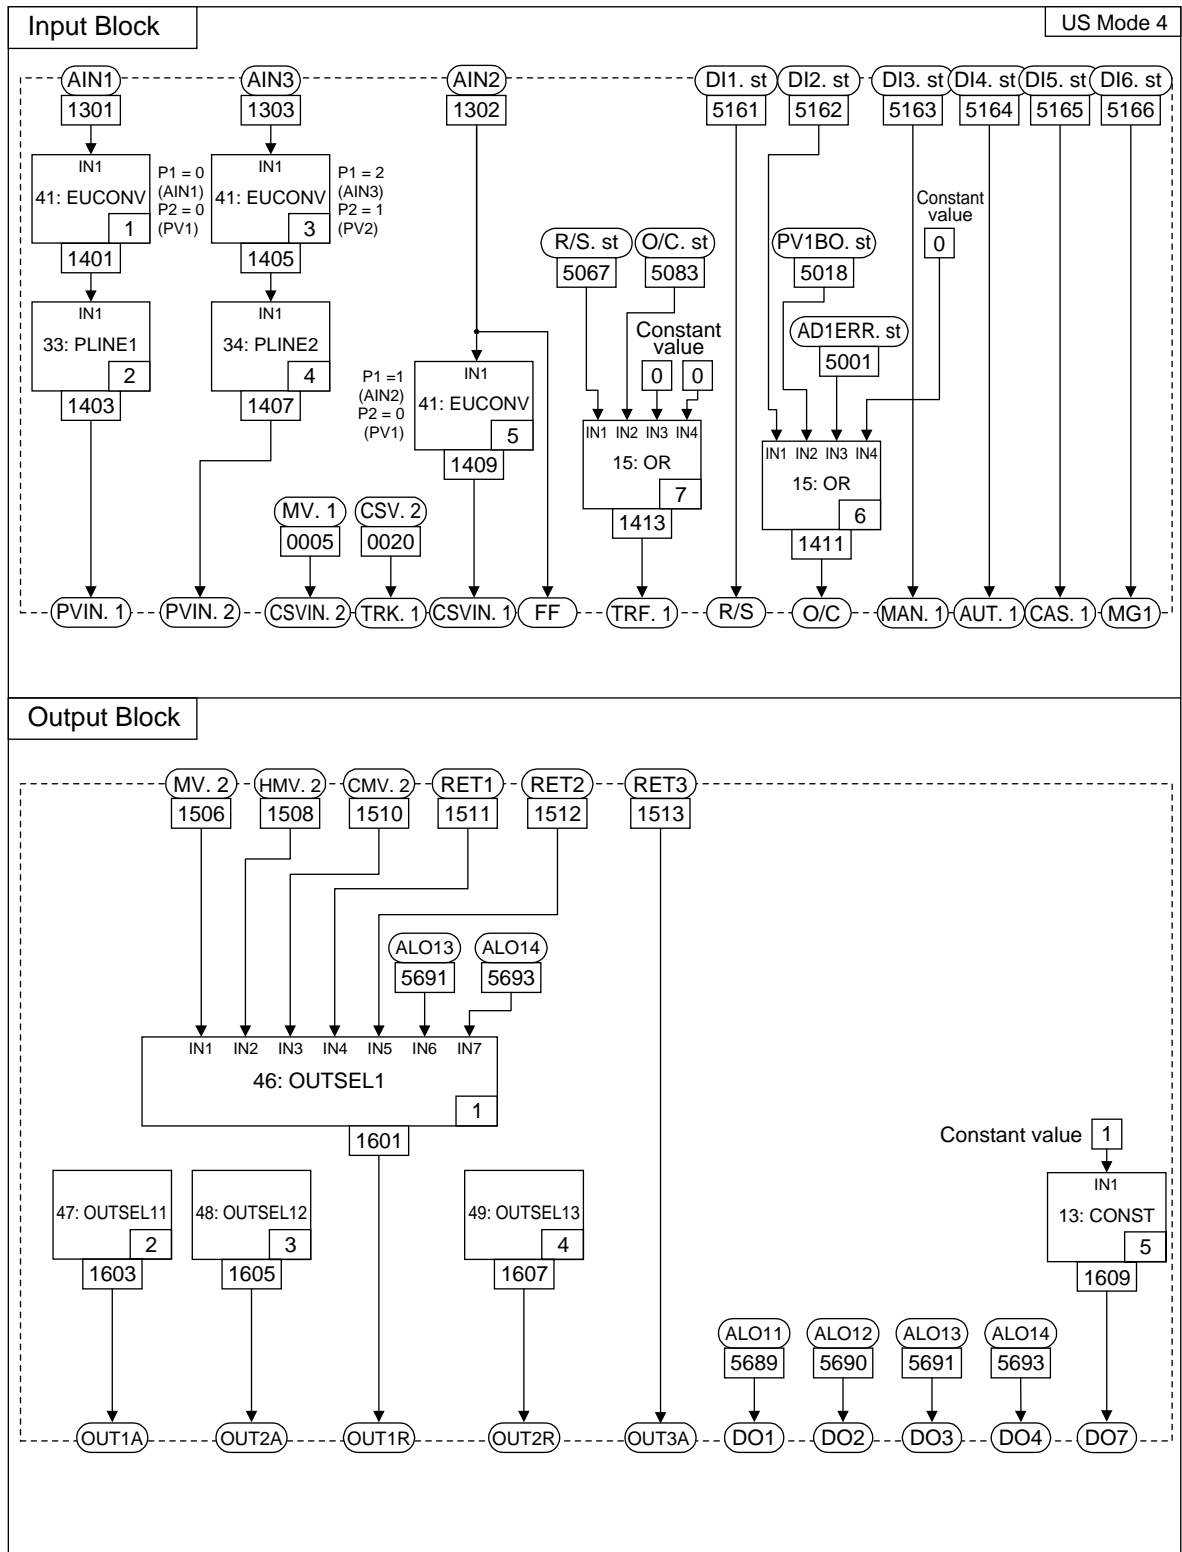 Input Block
US Mode 4
AIN1 AIN3 AIN2 DI1. st DI2. st DI3. st DI4. st DI5. st DI6. st
1301 1303 1302 5161 5162 5163 5164 5165 5166
IN1
41: EUCONV
1
P1 = 0
(AIN1)
P2 = 0
(PV1)
IN1
41: EUCONV
3
P1 = 2
(AIN3)
P2 = 1
(PV2)
Constant
value
0
1401 1405
R/S. st O/C. st
5067 5083
PV1BO. st
5018
IN1
33: PLINE1
2
IN1
34: PLINE2
4
AD1ERR. st
5001
Constant
value
0 0
P1 =1
(AIN2)
P2 = 0
(PV1)
IN1
41: EUCONV
5
1403 1407
1409
IN1 IN2 IN3 IN4
15: OR
7
1413
IN1 IN2 IN3 IN4
15: OR
6
1411
MV. 1 CSV. 2
0005 0020
PVIN. 1 PVIN. 2 CSVIN. 2 TRK. 1 CSVIN. 1 FF TRF. 1 R/S O/C MAN. 1 AUT. 1 CAS. 1 MG1
Output Block
MV. 2 HMV. 2 CMV. 2 RET1 RET2 RET3
1506 1508 1510 1511 1512 1513
ALO13 ALO14
5691 5693
IN1 IN2 IN3 IN4 IN5 IN6 IN7
46: OUTSEL1
1
1601
Constant value 1
47: OUTSEL11
2
1603
48: OUTSEL12
3
1605
49: OUTSEL13
4
1607
IN1
13: CONST
5
1609
ALO11 ALO12 ALO13 ALO14
5689 5690 5691 5693
OUT1A OUT2A OUT1R OUT2R OUT3A DO1 DO2 DO3 DO4 DO7